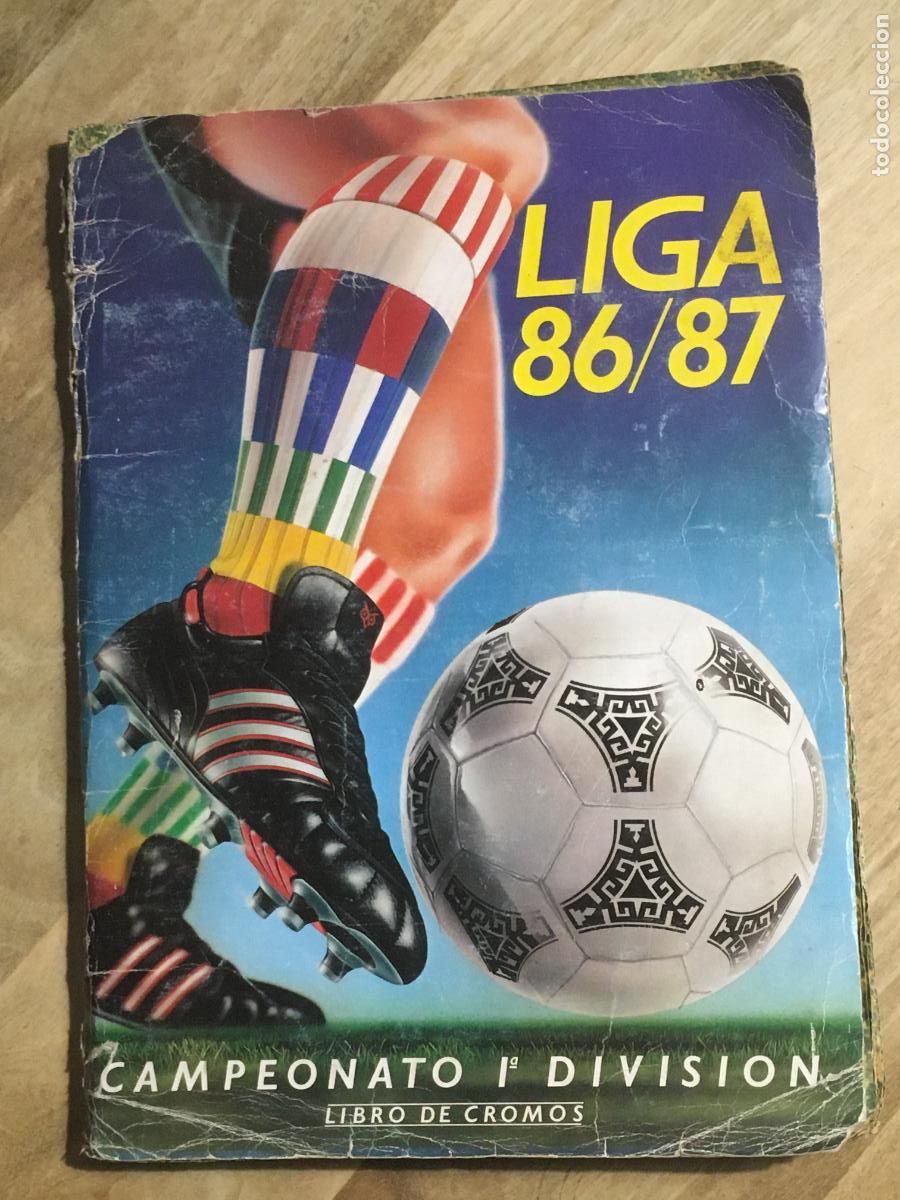 LIGA
86/87
CAMPEONATO 1ª DIVISION
LIBRO DE CROMOS
todocoleccion